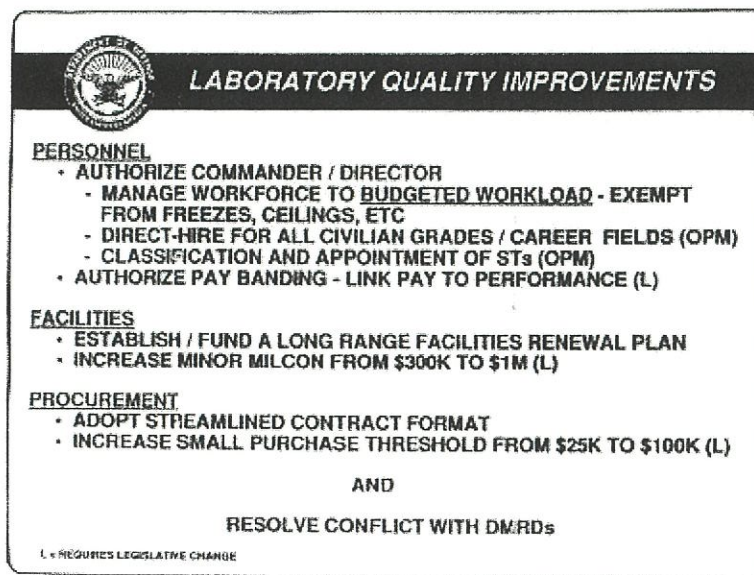 LABORATORY QUALITY IMPROVEMENTS
PERSONNEL
• AUTHORIZE COMMANDER / DIRECTOR
- MANAGE WORKFORCE TO BUDGETED WORKLOAD - EXEMPT
FROM FREEZES, CEILINGS, ETC
- DIRECT-HIRE FOR ALL CIVILIAN GRADES / CAREER FIELDS (OPM)
- CLASSIFICATION AND APPOINTMENT OF STs (OPM)
• AUTHORIZE PAY BANDING - LINK PAY TO PERFORMANCE (L)
FACILITIES
• ESTABLISH / FUND A LONG RANGE FACILITIES RENEWAL PLAN
• INCREASE MINOR MILCON FROM $300K TO $1M (L)
PROCUREMENT
• ADOPT STREAMLINED CONTRACT FORMAT
• INCREASE SMALL PURCHASE THRESHOLD FROM $25K TO $100K (L)
AND
RESOLVE CONFLICT WITH DMRDs
L = REQUIRES LEGISLATIVE CHANGE